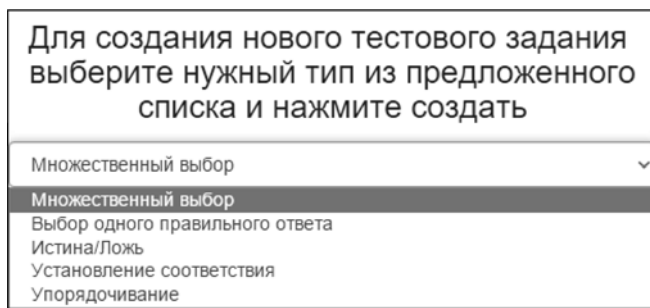 Для создания нового тестового задания
выберите нужный тип из предложенного
списка и нажмите создать
Множественный выбор
Множественный выбор
Выбор одного правильного ответа
Истина/Ложь
Установление соответствия
Упорядочивание